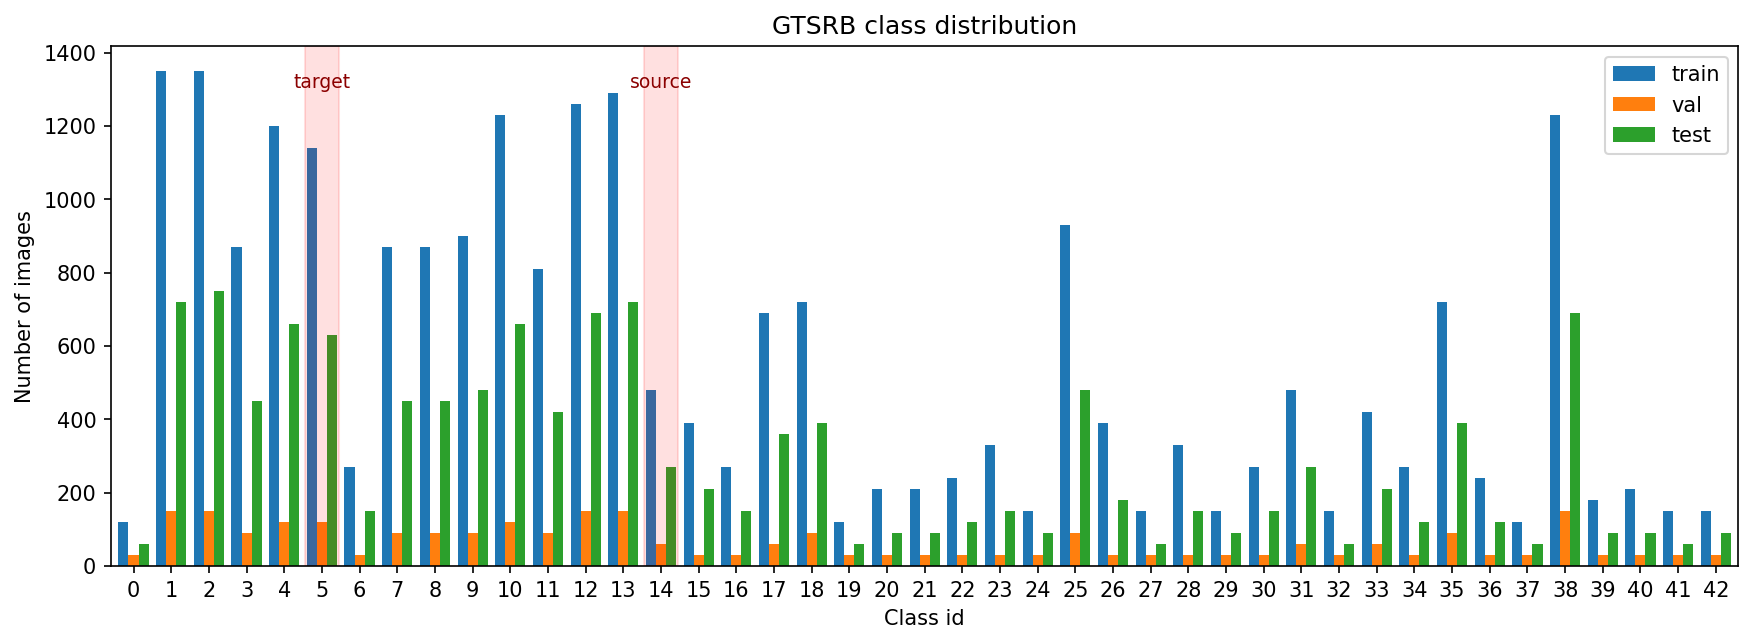 GTSRB class distribution
1400
1200
1000
800
600
400
200
0
Number of images
target
source
train
val
test
0 1 2 3 4 5 6 7 8 9 10 11 12 13 14 15 16 17 18 19 20 21 22 23 24 25 26 27 28 29 30 31 32 33 34 35 36 37 38 39 40 41 42
Class id